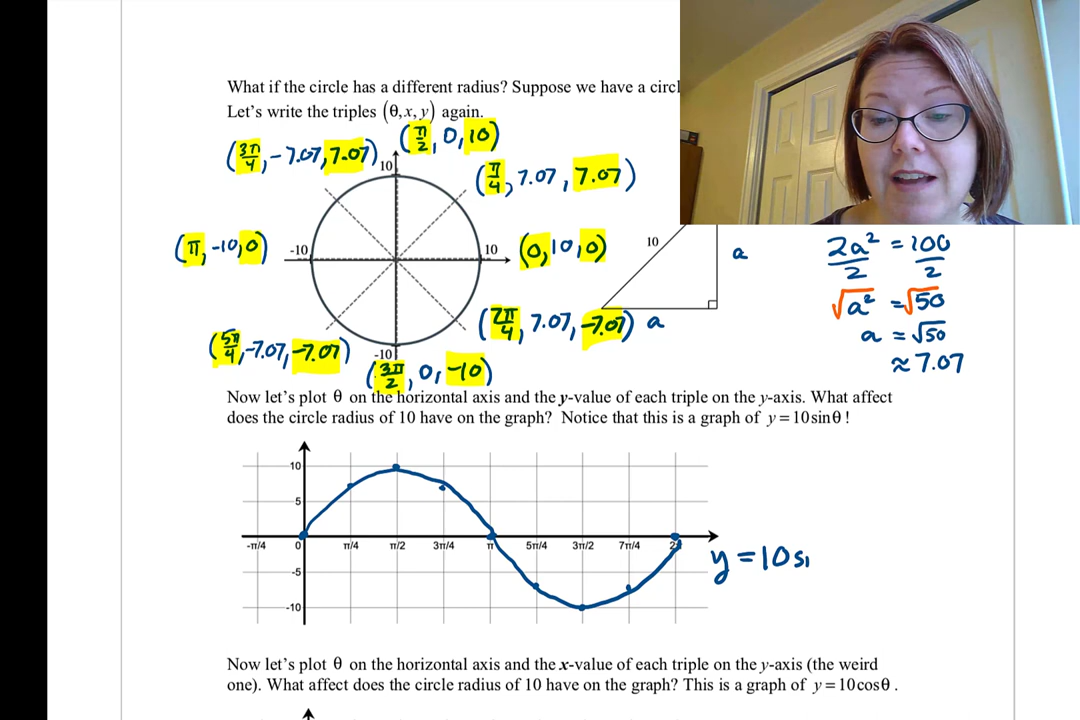 What if the circle has a different radius? Suppose we have a circl
Let's write the triples (θ,x,y) again.
(π/2, 0, 10)
(3π/4, -7.07, 7.07)
10
(π/4, 7.07, 7.07)
(π, -10, 0)
-10
10
(0, 10, 0)
10
a
2a² = 100
2 2
√a² = √50
(7π/4, 7.07, -7.07)
a
a = √50
(5π/4, -7.07, -7.07)
-10
≈ 7.07
(3π/2, 0, -10)
Now let's plot θ on the horizontal axis and the y-value of each triple on the y-axis. What affect
does the circle radius of 10 have on the graph? Notice that this is a graph of y = 10sinθ !
10
5
-π/4 0 π/4 π/2 3π/4 π 5π/4 3π/2 7π/4
y = 10si
-5
-10
Now let's plot θ on the horizontal axis and the x-value of each triple on the y-axis (the weird
one). What affect does the circle radius of 10 have on the graph? This is a graph of y = 10cosθ .